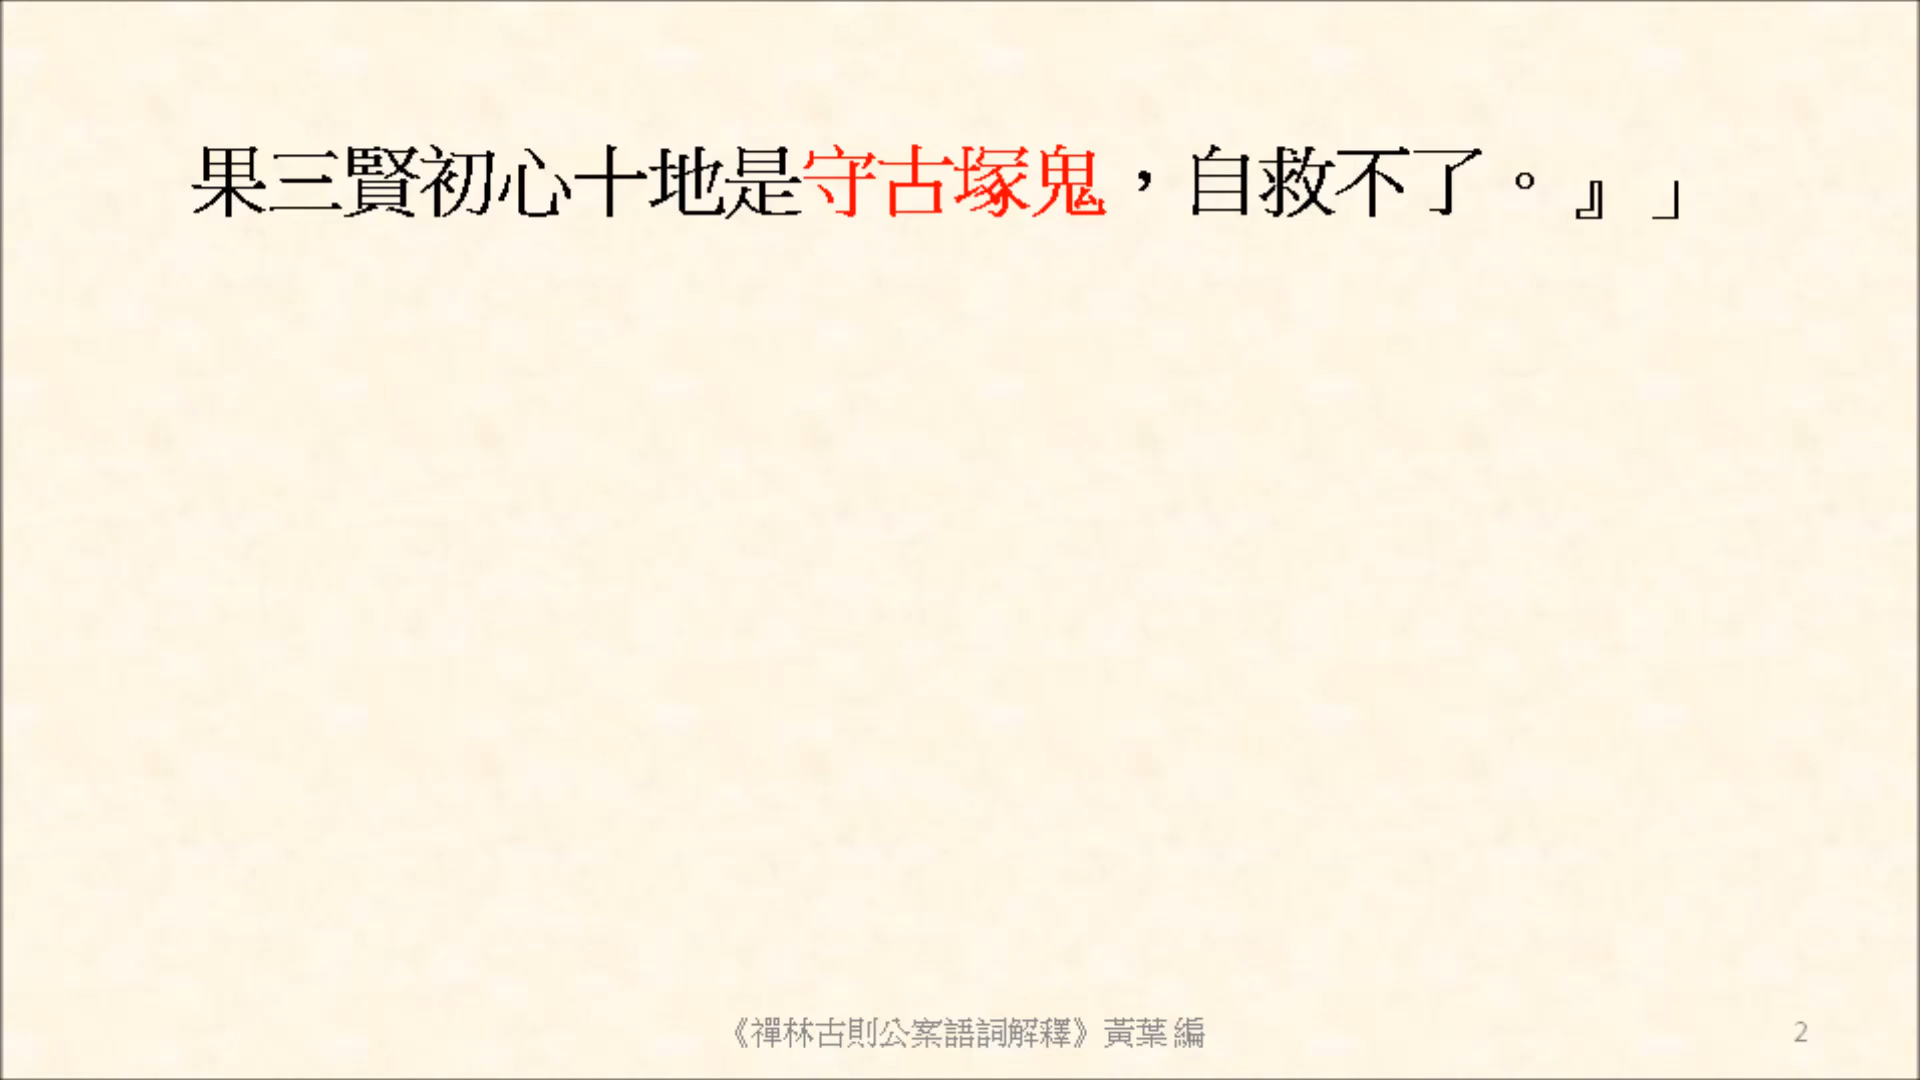 果三賢初心十地是守古塚鬼，自救不了。』」
《禪林古則公案語詞解釋》黃葉 編
2